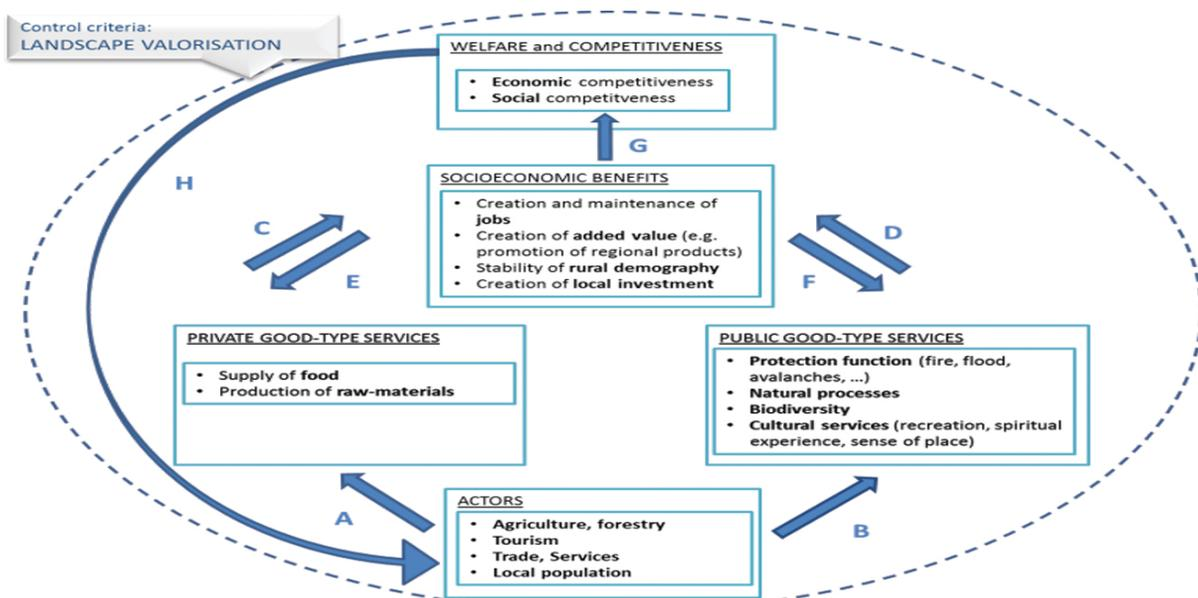 Control criteria:
LANDSCAPE VALORISATION
WELFARE and COMPETITIVENESS
• Economic competitiveness
• Social competitveness
G
H
SOCIOECONOMIC BENEFITS
• Creation and maintenance of
jobs
• Creation of added value (e.g.
promotion of regional products)
• Stability of rural demography
• Creation of local investment
C
E
D
F
PRIVATE GOOD-TYPE SERVICES
• Supply of food
• Production of raw-materials
PUBLIC GOOD-TYPE SERVICES
• Protection function (fire, flood,
avalanches, ...)
• Natural processes
• Biodiversity
• Cultural services (recreation, spiritual
experience, sense of place)
A
B
ACTORS
• Agriculture, forestry
• Tourism
• Trade, Services
• Local population